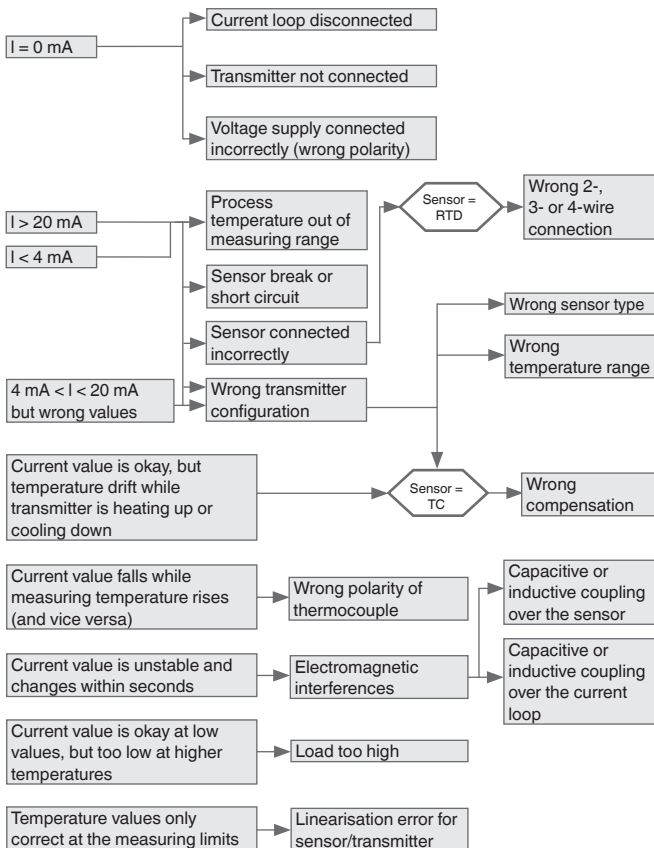 I = 0 mA
Current loop disconnected
Transmitter not connected
Voltage supply connected
incorrectly (wrong polarity)
I > 20 mA
I < 4 mA
Process
temperature out of
measuring range
Sensor =
RTD
Wrong 2-,
3- or 4-wire
connection
Sensor break or
short circuit
Sensor connected
incorrectly
Wrong sensor type
Wrong
temperature range
4 mA < I < 20 mA
but wrong values
Wrong transmitter
configuration
Current value is okay, but
temperature drift while
transmitter is heating up or
cooling down
Sensor =
TC
Wrong
compensation
Current value falls while
measuring temperature rises
(and vice versa)
Wrong polarity of
thermocouple
Capacitive or
inductive coupling
over the sensor
Current value is unstable and
changes within seconds
Electromagnetic
interferences
Capacitive or
inductive coupling
over the current
loop
Current value is okay at low
values, but too low at higher
temperatures
Load too high
Temperature values only
correct at the measuring limits
Linearisation error for
sensor/transmitter